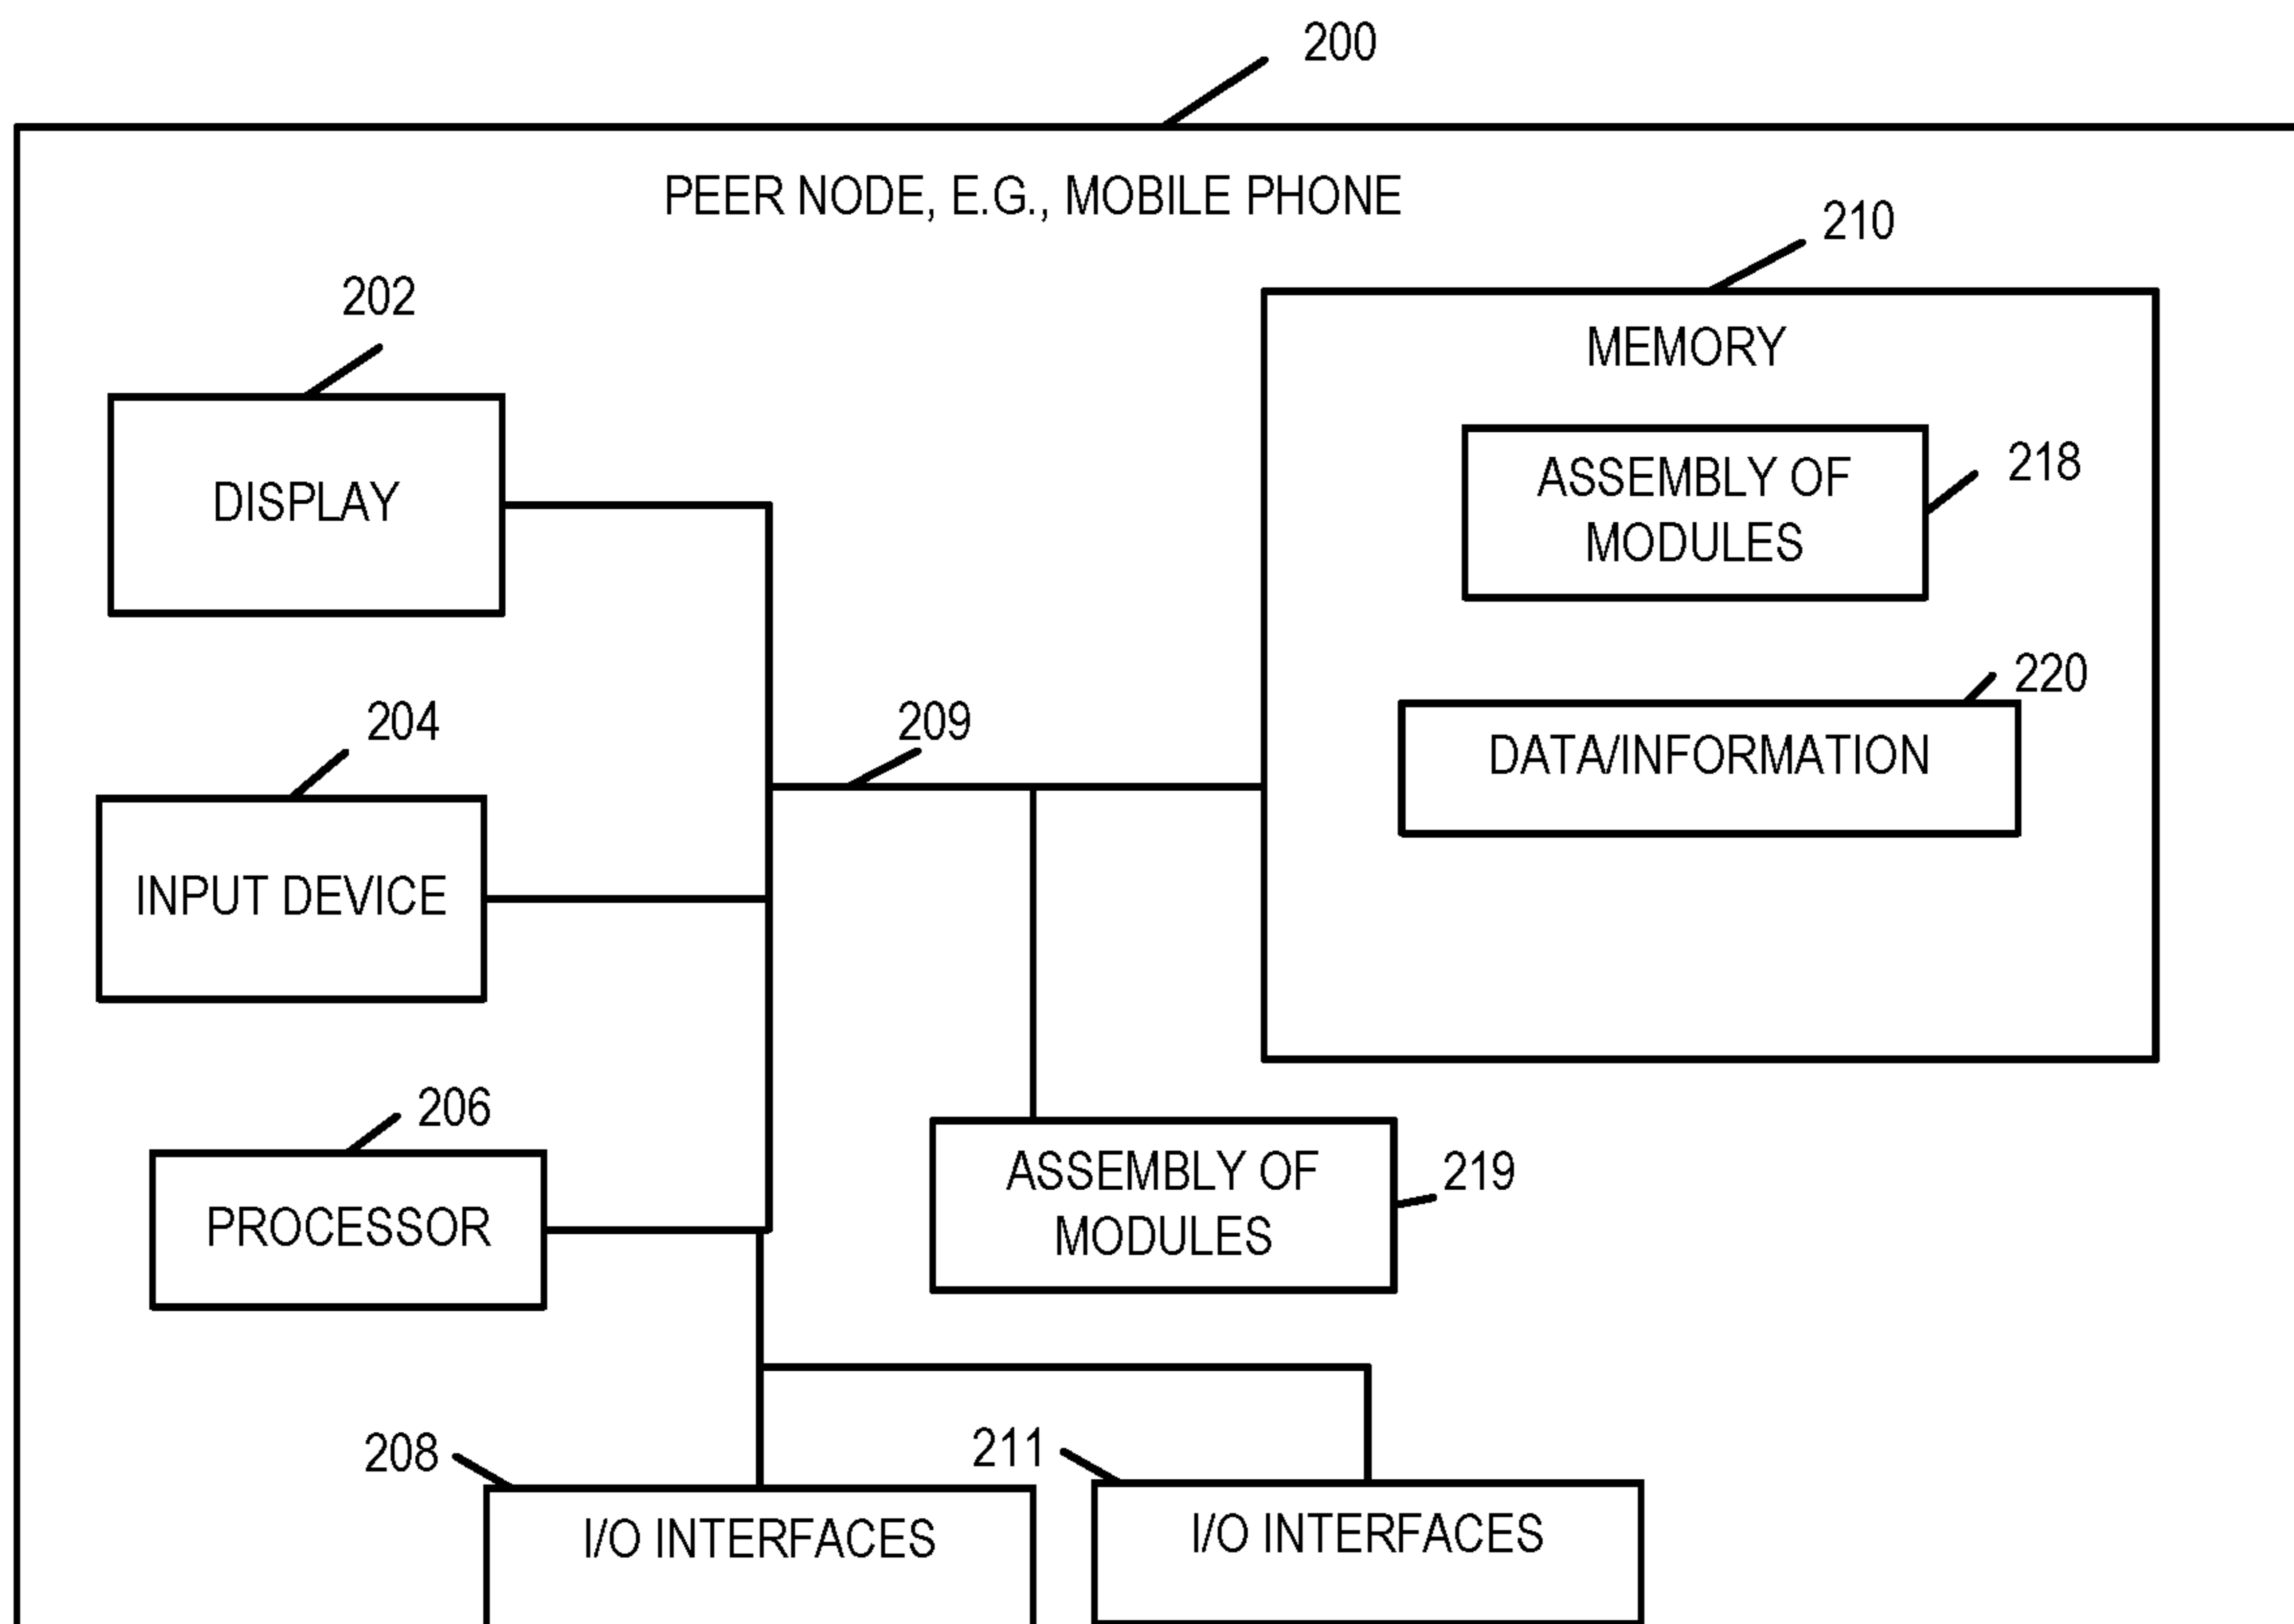 200
PEER NODE, E.G., MOBILE PHONE
210
202
MEMORY
DISPLAY
ASSEMBLY OF
MODULES
218
220
204
209
DATA/INFORMATION
INPUT DEVICE
206
PROCESSOR
ASSEMBLY OF
MODULES
219
208
211
I/O INTERFACES
I/O INTERFACES